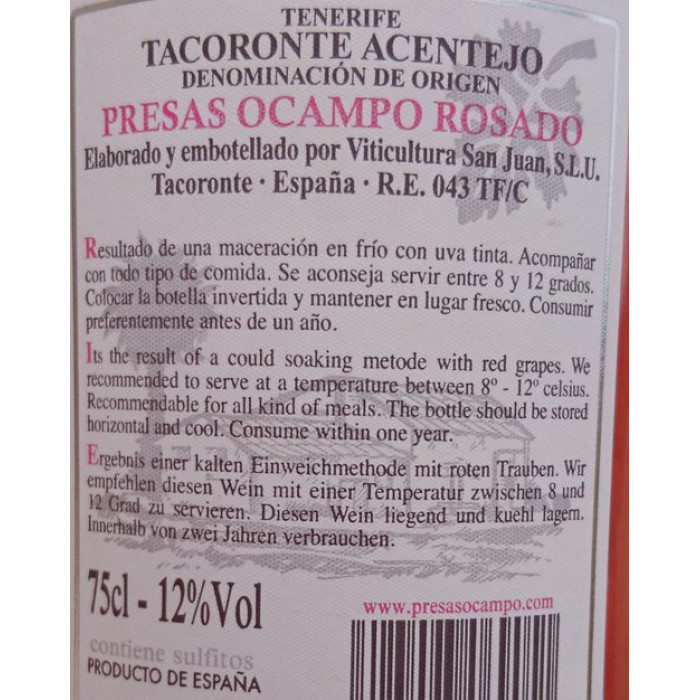 TENERIFE
TACORONTE ACENTEJO
DENOMINACIÓN DE ORIGEN
PRESAS OCAMPO ROSADO
Elaborado y embotellado por Viticultura San Juan, S.L.U.
Tacoronte · España · R.E. 043 TF/C
Resultado de una maceración en frío con uva tinta. Acompañar
con todo tipo de comida. Se aconseja servir entre 8 y 12 grados.
Colocar la botella invertida y mantener en lugar fresco. Consumir
preferentemente antes de un año.
Its the result of a could soaking metode with red grapes. We
recommended to serve at a temperature between 8º - 12º celsius.
Recommendable for all kind of meals. The bottle should be stored
horizontal and cool. Consume within one year.
Ergebnis einer kalten Einweichmethode mit roten Trauben. Wir
empfehlen diesen Wein mit einer Temperatur zwischen 8 und
12 Grad zu servieren. Diesen Wein liegend und kuehl lagern.
Innerhalb von zwei Jahren verbrauchen.
75cl - 12%Vol
www.presasocampo.com
contiene sulfitos
PRODUCTO DE ESPAÑA